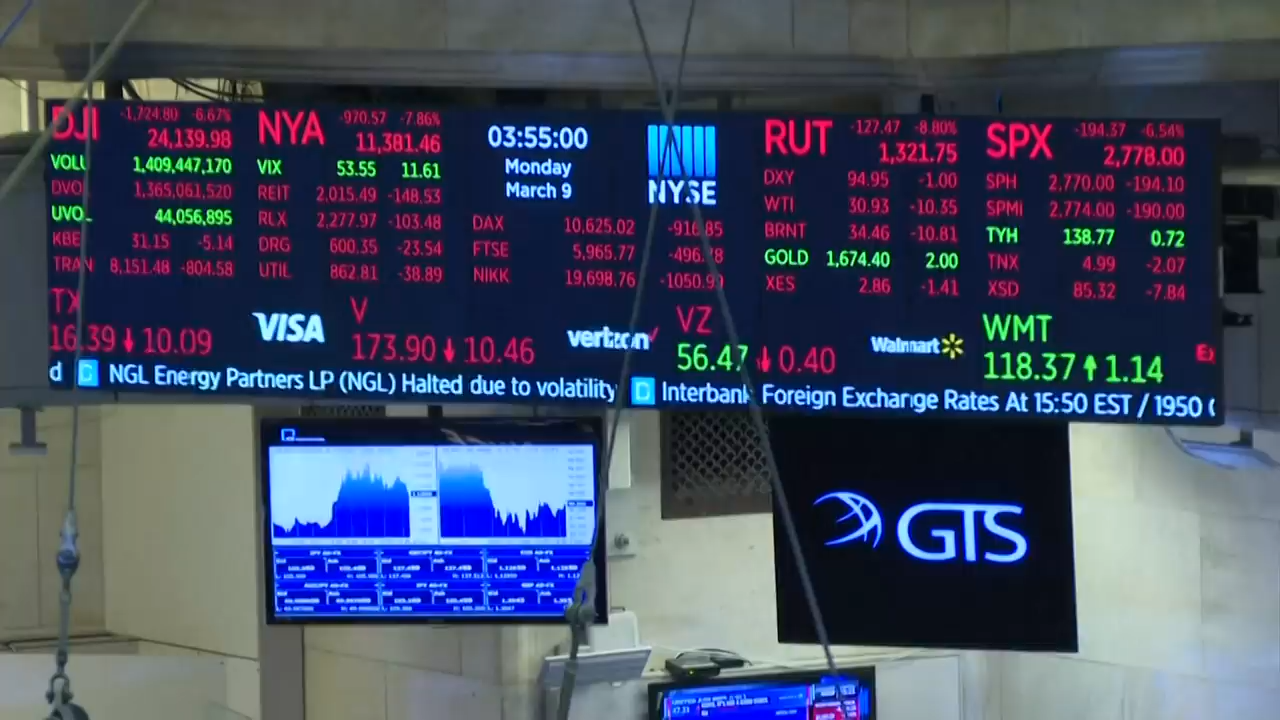 DJI -1,724.80 -6.67%
24,139.98
VOLU 1,409,447,170
DVO 1,365,061,520
UVO 44,056,895
KBE 31.15 -5.14
TRAN 8,151.48 -804.58
NYA -970.57 -7.86%
11,381.46
VIX 53.55 11.61
REIT 2,015.49 -148.53
RLX 2,277.97 -103.48
DRG 600.35 -23.54
UTIL 862.81 -38.89
03:55:00
Monday
March 9
DAX 10,625.02 -916.85
FTSE 5,965.77 -496.78
NIKK 19,698.76 -1050.99
NYSE
RUT -127.47 -8.80%
1,321.75
DXY 94.95 -1.00
WTI 30.93 -10.35
BRNT 34.46 -10.81
GOLD 1,674.40 2.00
XES 2.86 -1.41
SPX -194.37 -6.54%
2,778.00
SPH 2,770.00 -194.10
SPMI 2,774.00 -190.00
TYH 138.77 0.72
TNX 4.99 -2.07
XSD 85.32 -7.84
TX
16.39 10.09
VISA V
173.90 10.46
verizon VZ
56.47 0.40
Walmart WMT
118.37 1.14
d NGL Energy Partners LP (NGL) Halted due to volatility Interbank Foreign Exchange Rates At 15:50 EST / 1950
GTS